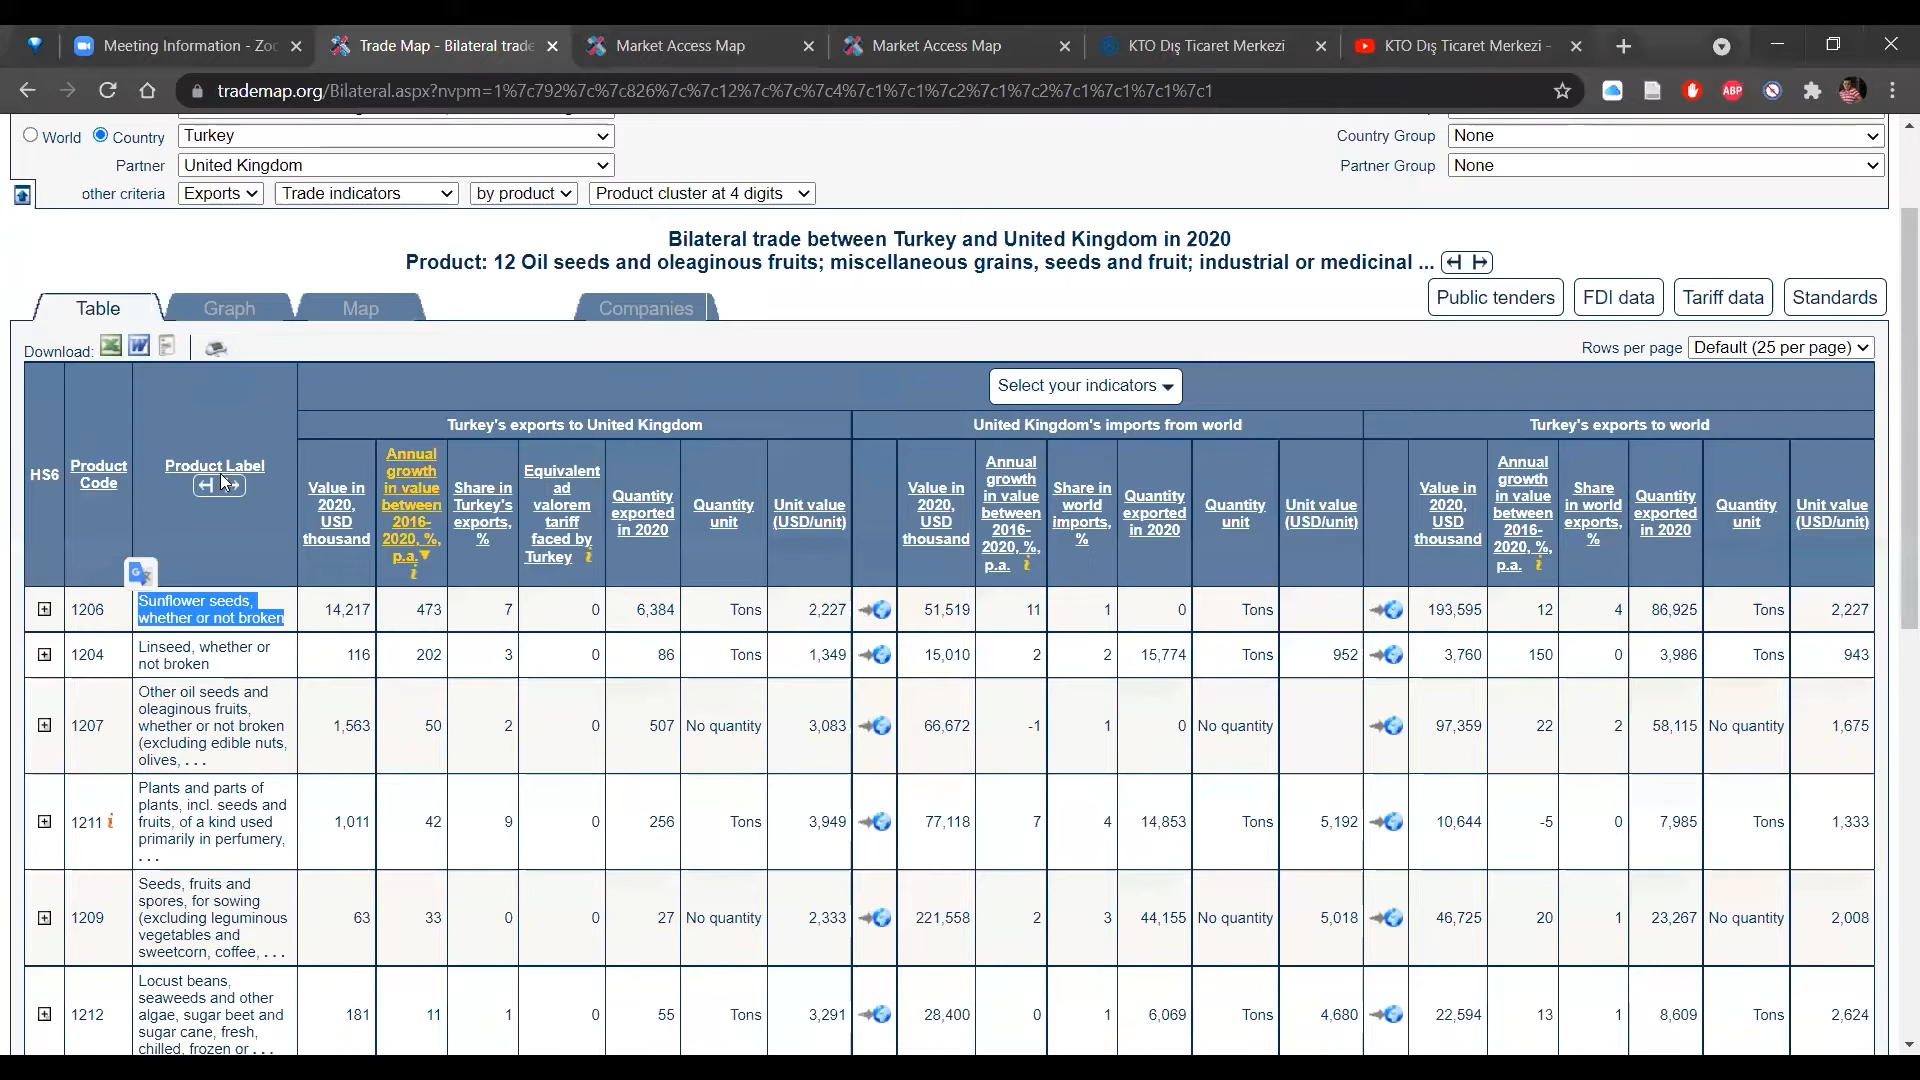 Meeting Information - Zoo
Trade Map - Bilateral trade
Market Access Map
Market Access Map
KTO Dış Ticaret Merkezi
KTO Dış Ticaret Merkezi -
trademap.org/Bilateral.aspx?nvpm=1%7c792%7c%7c826%7c%7c12%7c%7c%7c4%7c1%7c1%7c2%7c1%7c2%7c1%7c1%7c1%7c1
ABP
World Country Turkey Country Group None
Partner United Kingdom Partner Group None
other criteria Exports Trade indicators by product Product cluster at 4 digits
Bilateral trade between Turkey and United Kingdom in 2020
Product: 12 Oil seeds and oleaginous fruits; miscellaneous grains, seeds and fruit; industrial or medicinal ...
Table Graph Map Companies
Public tenders FDI data Tariff data Standards
Download: Rows per page Default (25 per page)
Select your indicators
Turkey's exports to United Kingdom United Kingdom's imports from world Turkey's exports to world
HS6
Product
Code
Product Label
Value in
2020,
USD
thousand
Annual
growth
in value
between
2016-
2020, %,
p.a.
i
Share in
Turkey's
exports,
%
Equivalent
ad
valorem
tariff
faced by
Turkey i
Quantity
exported
in 2020
Quantity
unit
Unit value
(USD/unit)
Value in
2020,
USD
thousand
Annual
growth
in value
between
2016-
2020, %,
p.a. i
Share in
world
imports,
%
Quantity
exported
in 2020
Quantity
unit
Unit value
(USD/unit)
Value in
2020,
USD
thousand
Annual
growth
in value
between
2016-
2020, %,
p.a. i
Share
in world
exports,
%
Quantity
exported
in 2020
Quantity
unit
Unit value
(USD/unit)
1206
Sunflower seeds,
whether or not broken
14,217 473 7 0 6,384 Tons 2,227 51,519 11 1 0 Tons 193,595 12 4 86,925 Tons 2,227
1204
Linseed, whether or
not broken
116 202 3 0 86 Tons 1,349 15,010 2 2 15,774 Tons 952 3,760 150 0 3,986 Tons 943
1207
Other oil seeds and
oleaginous fruits,
whether or not broken
(excluding edible nuts,
olives, . . .
1,563 50 2 0 507 No quantity 3,083 66,672 -1 1 0 No quantity 97,359 22 2 58,115 No quantity 1,675
1211 i
Plants and parts of
plants, incl. seeds and
fruits, of a kind used
primarily in perfumery,
. . .
1,011 42 9 0 256 Tons 3,949 77,118 7 4 14,853 Tons 5,192 10,644 -5 0 7,985 Tons 1,333
1209
Seeds, fruits and
spores, for sowing
(excluding leguminous
vegetables and
sweetcorn, coffee, . . .
63 33 0 0 27 No quantity 2,333 221,558 2 3 44,155 No quantity 5,018 46,725 20 1 23,267 No quantity 2,008
1212
Locust beans,
seaweeds and other
algae, sugar beet and
sugar cane, fresh,
chilled, frozen or . . .
181 11 1 0 55 Tons 3,291 28,400 0 1 6,069 Tons 4,680 22,594 13 1 8,609 Tons 2,624